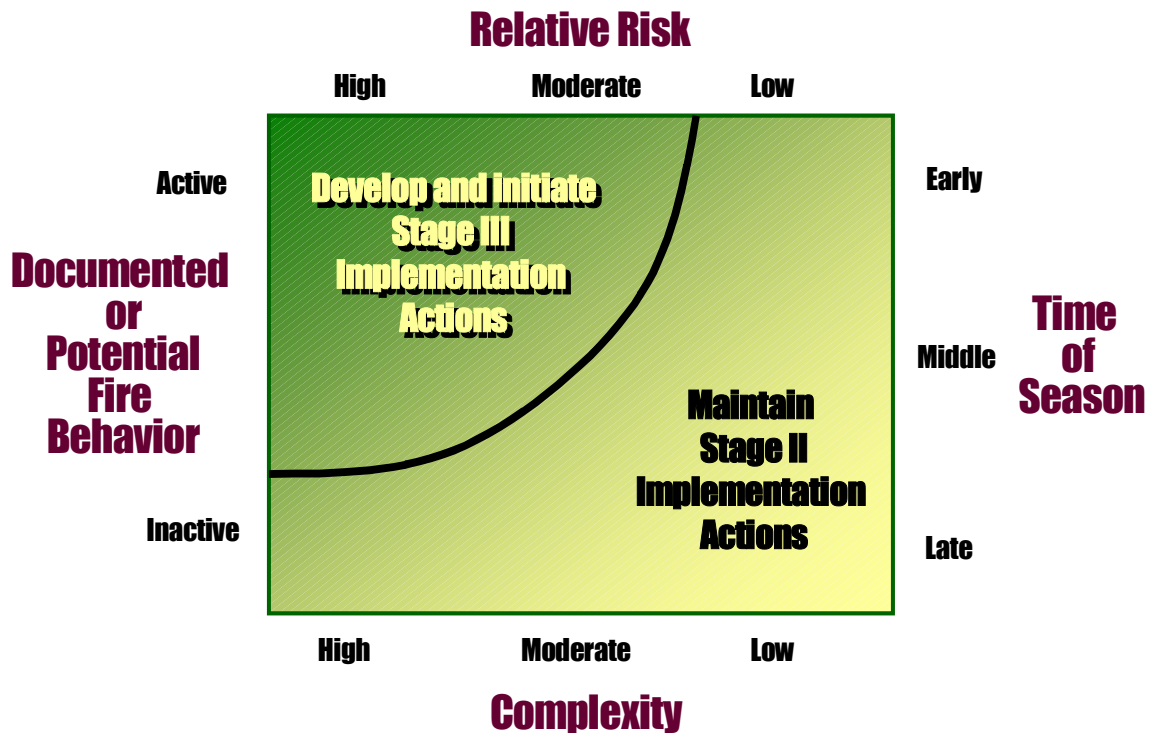 Relative Risk
High Moderate Low
Active
Develop and initiate
Stage III
Implementation
Actions
Early
Documented
or
Potential
Fire
Behavior
Time
of
Season
Middle
Maintain
Stage II
Implementation
Actions
Inactive
Late
High Moderate Low
Complexity